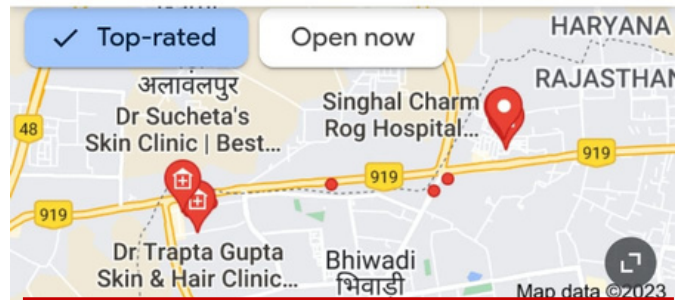 ✓ Top-rated
Open now
HARYANA
RAJASTHAN
अलावलपुर
Dr Sucheta's
Skin Clinic | Best...
Singhal Charm
Rog Hospital...
48
919
919
919
Dr Trapta Gupta
Skin & Hair Clinic...
Bhiwadi
भिवाड़ी
Map data ©2023